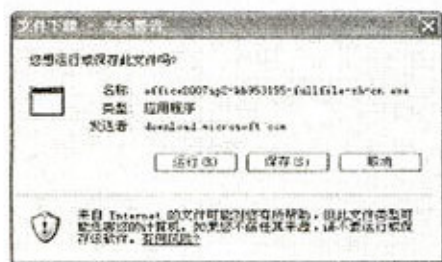 文件下载 - 安全警告
您想运行或保存此文件吗?
名称: office2007sp2-kb953195-fullfile-zh-cn.exe
类型: 应用程序
发送者: download.microsoft.com
运行(R) 保存(S) 取消
来自 Internet 的文件可能对您有所帮助，但此文件类型可
能危害您的计算机。如果您不信任其来源，请不要运行或保
存该软件。有何风险?